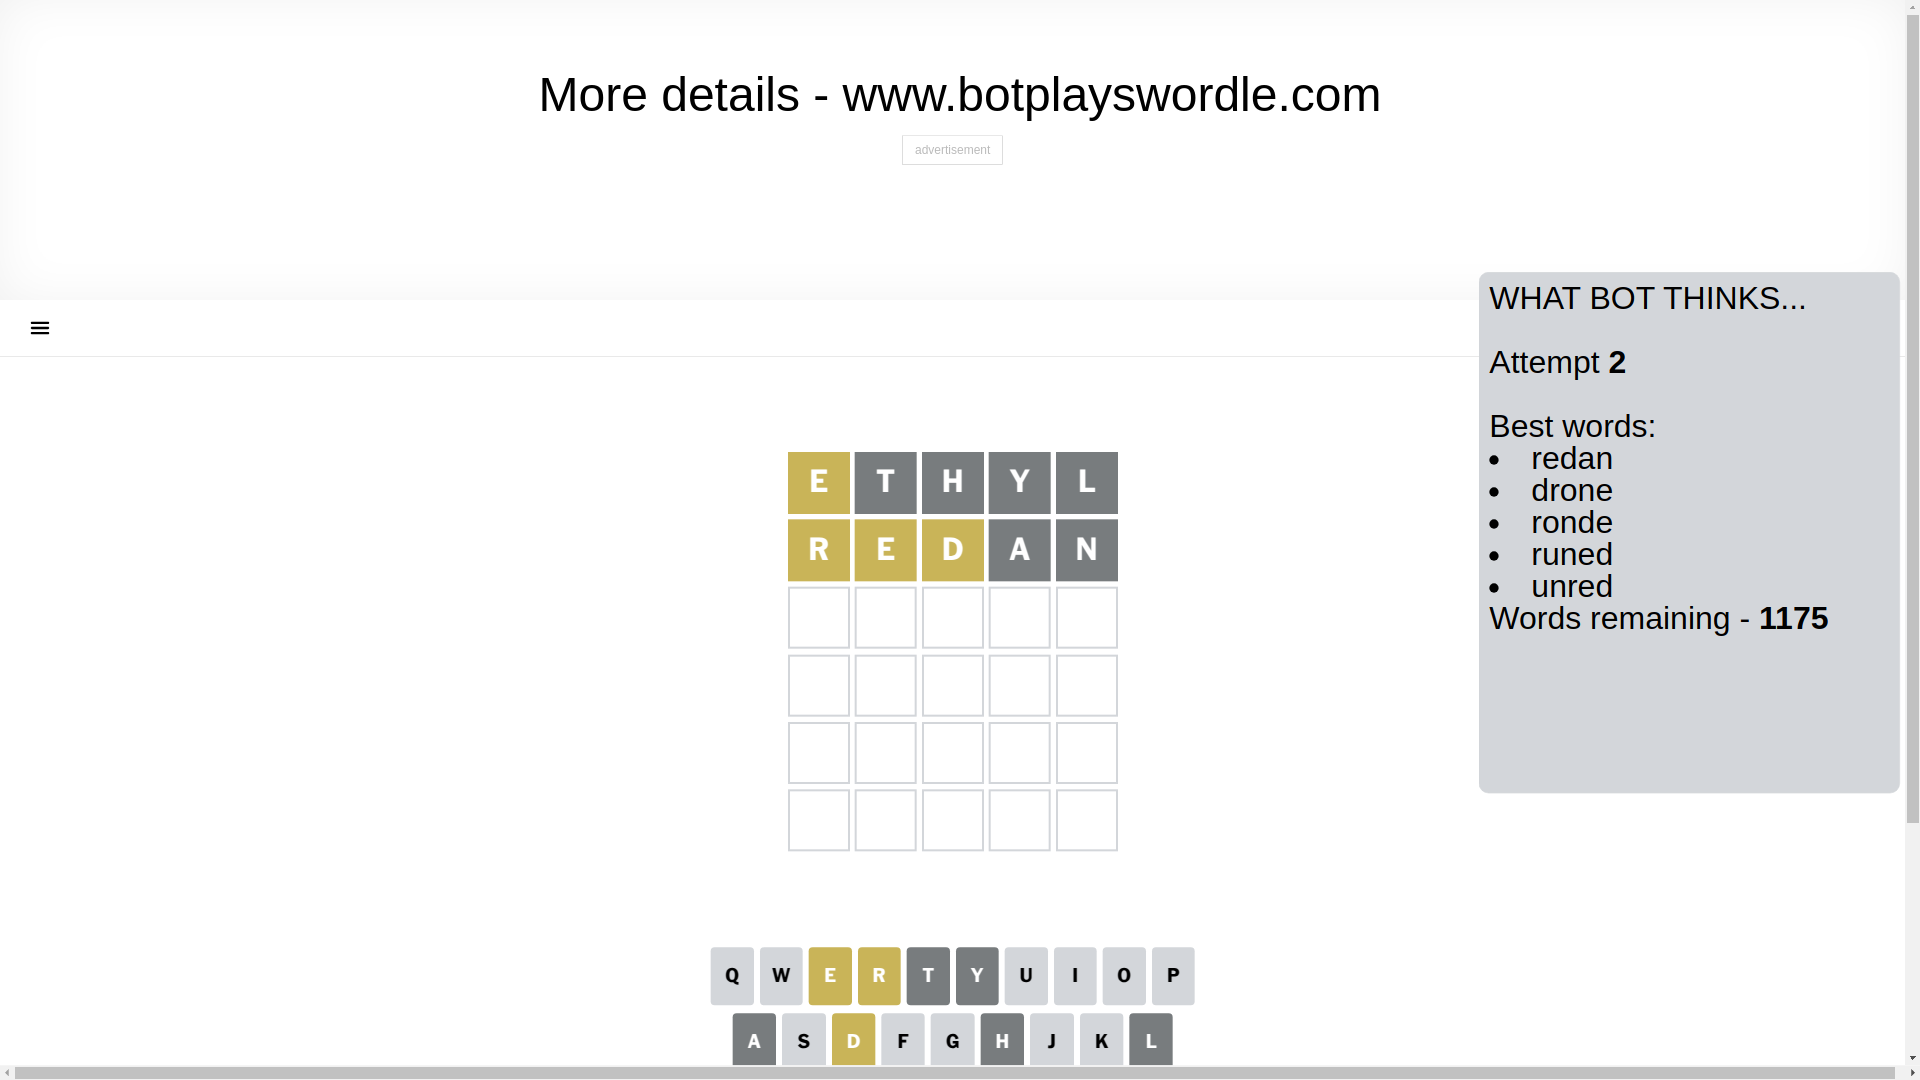 More details - www.botplayswordle.com
advertisement
WHAT BOT THINKS...
Attempt 2
Best words:
• redan
• drone
• ronde
• runed
• unred
Words remaining - 1175
E T H Y L
R E D A N
Q W E R T Y U I O P
A S D F G H J K L